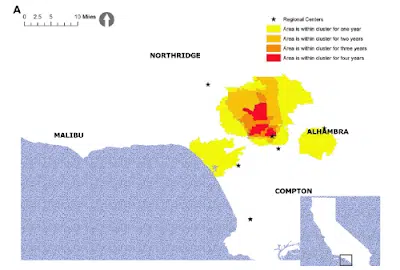 A
0 2.5 5 10 Miles
Regional Centers
Area is within cluster for one year
Area is within cluster for two years
Area is within cluster for three years
Area is within cluster for four years
NORTHRIDGE
MALIBU
ALHAMBRA
COMPTON